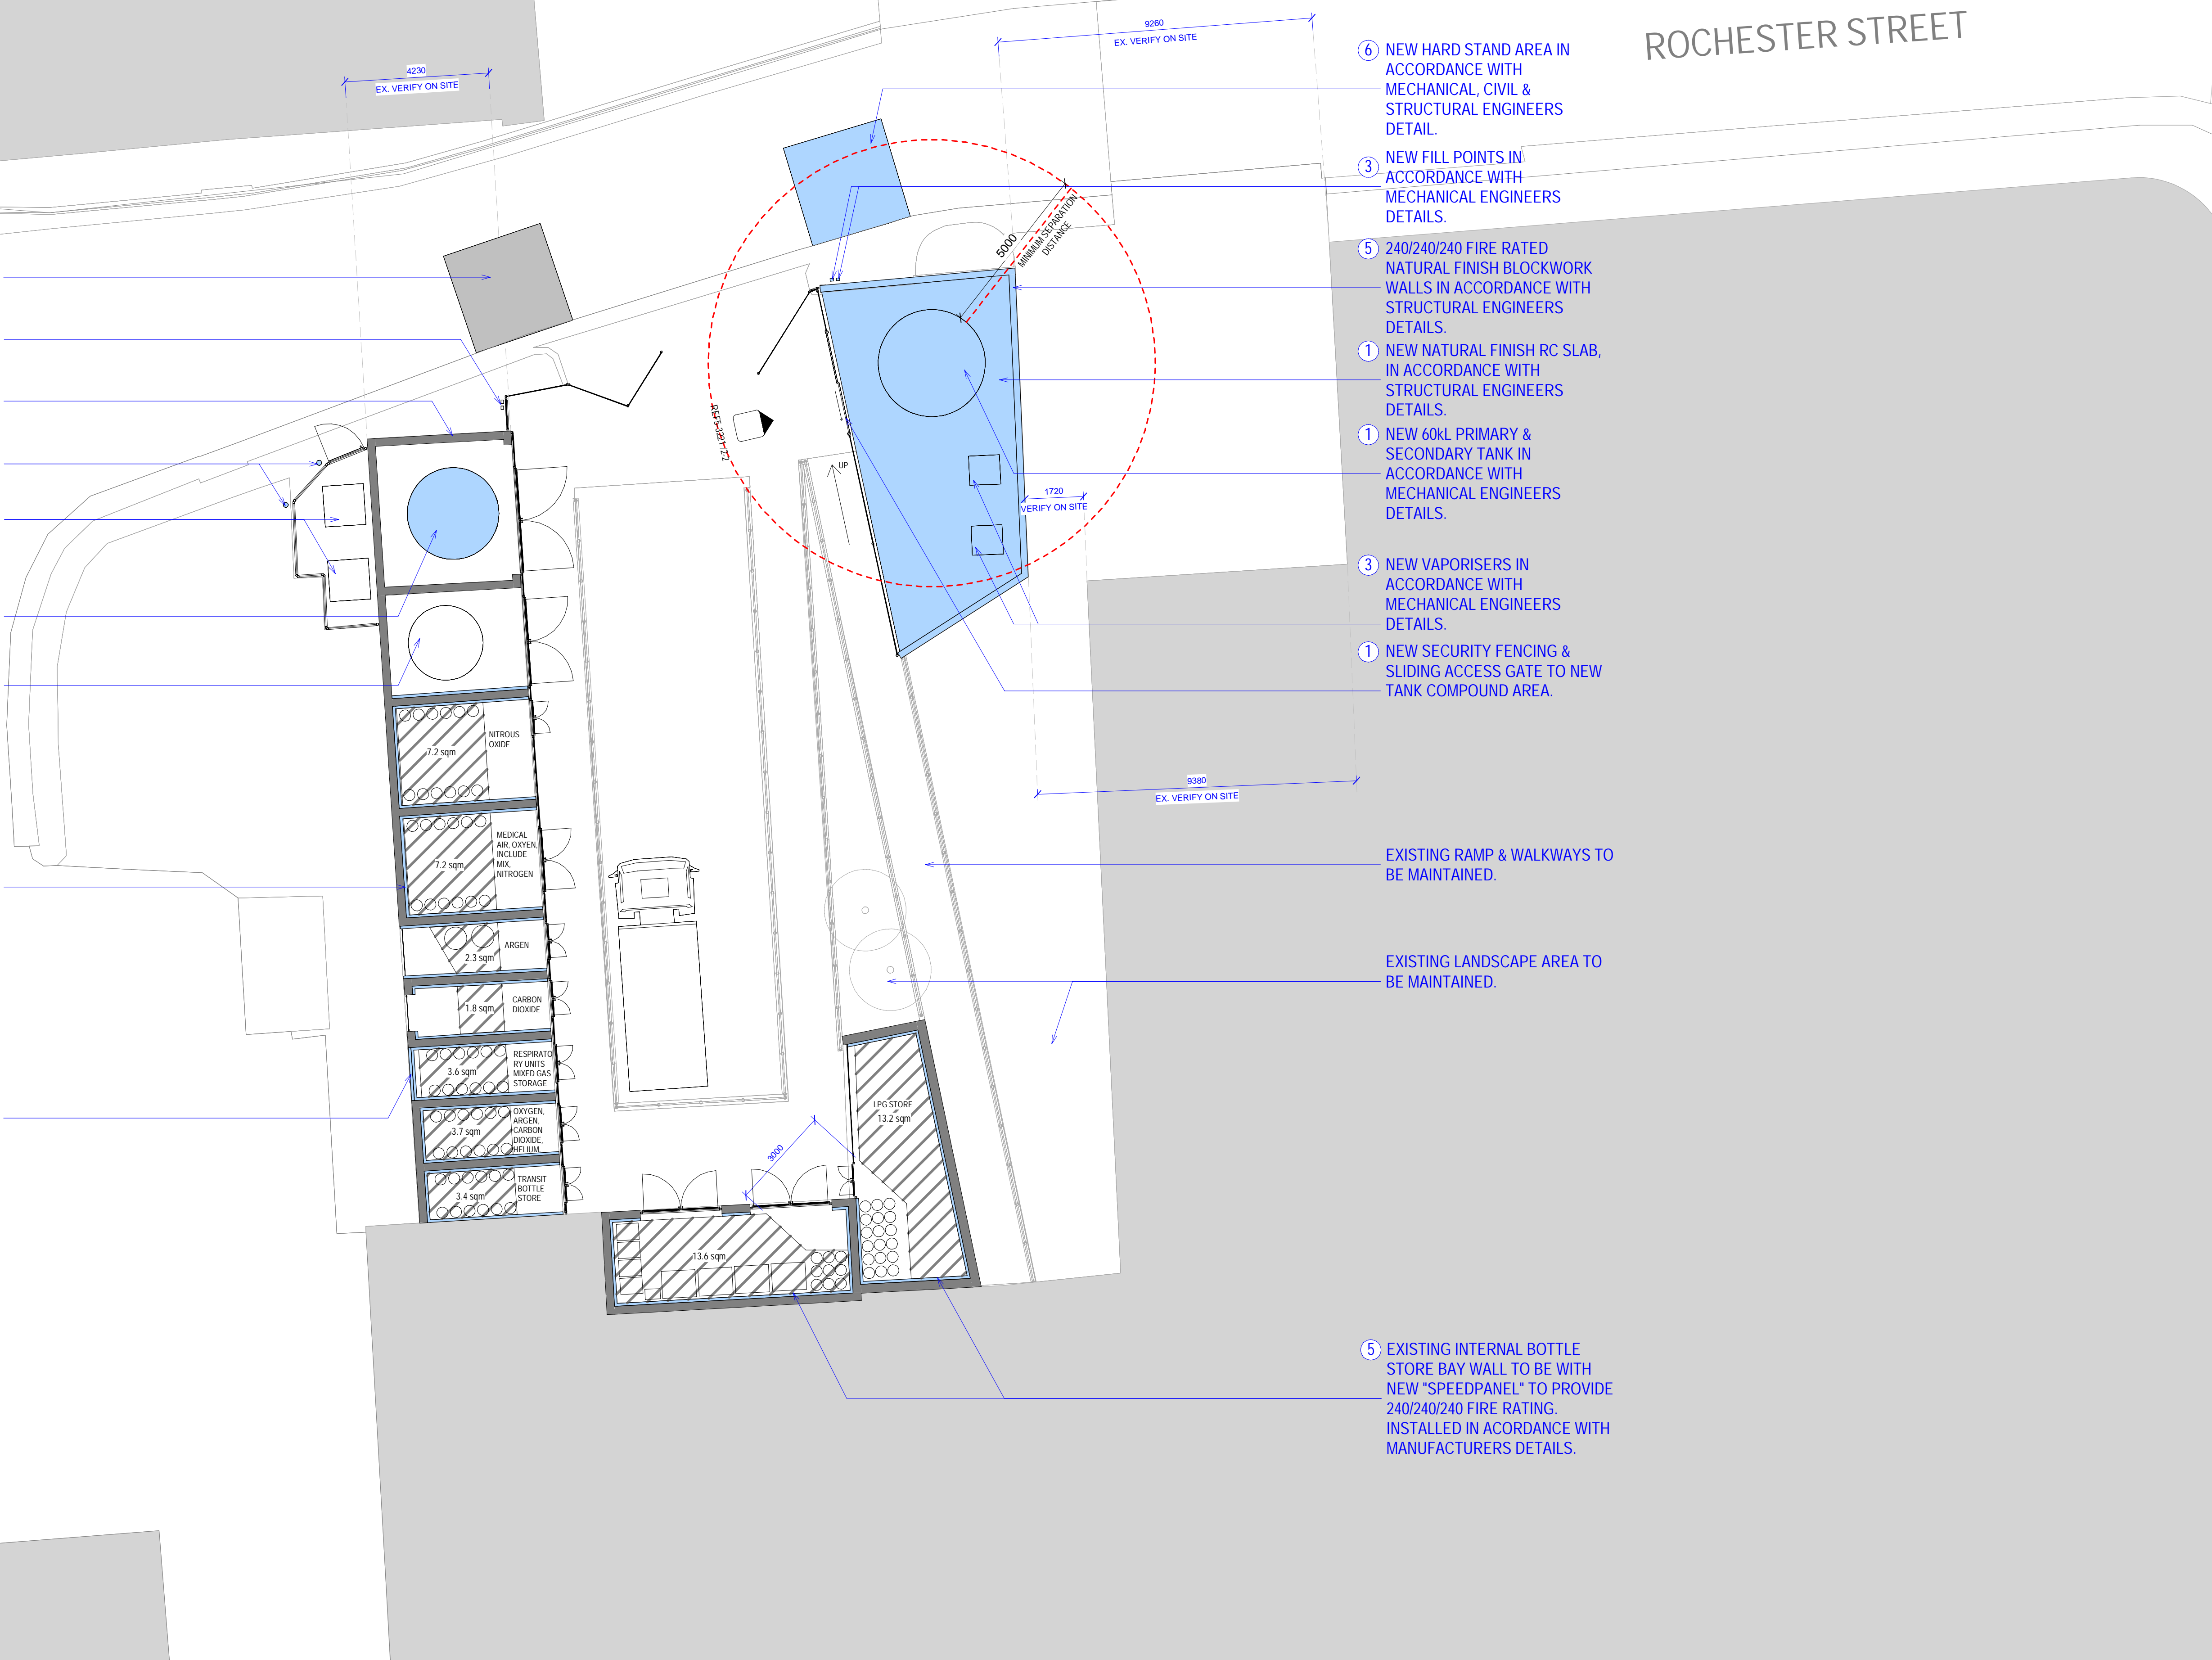 ROCHESTER STREET
9260
EX. VERIFY ON SITE
4230
EX. VERIFY ON SITE
6 NEW HARD STAND AREA IN
ACCORDANCE WITH
MECHANICAL, CIVIL &
STRUCTURAL ENGINEERS
DETAIL.
3 NEW FILL POINTS IN
ACCORDANCE WITH
MECHANICAL ENGINEERS
DETAILS.
5 240/240/240 FIRE RATED
NATURAL FINISH BLOCKWORK
WALLS IN ACCORDANCE WITH
STRUCTURAL ENGINEERS
DETAILS.
1 NEW NATURAL FINISH RC SLAB,
IN ACCORDANCE WITH
STRUCTURAL ENGINEERS
DETAILS.
1 NEW 60kL PRIMARY &
SECONDARY TANK IN
ACCORDANCE WITH
MECHANICAL ENGINEERS
DETAILS.
3 NEW VAPORISERS IN
ACCORDANCE WITH
MECHANICAL ENGINEERS
DETAILS.
1 NEW SECURITY FENCING &
SLIDING ACCESS GATE TO NEW
TANK COMPOUND AREA.
5000
MINIMUM SEPARATION
DISTANCE
UP
1720
VERIFY ON SITE
9380
EX. VERIFY ON SITE
EXISTING RAMP & WALKWAYS TO
BE MAINTAINED.
EXISTING LANDSCAPE AREA TO
BE MAINTAINED.
7.2 sqm
NITROUS
OXIDE
7.2 sqm
MEDICAL
AIR, OXYEN,
INCLUDE
MIX,
NITROGEN
2.3 sqm
ARGEN
1.8 sqm
CARBON
DIOXIDE
3.6 sqm
RESPIRATO
RY UNITS
MIXED GAS
STORAGE
3.7 sqm
OXYGEN,
ARGEN,
CARBON
DIOXIDE,
HELIUM,
3.4 sqm
TRANSIT
BOTTLE
STORE
LPG STORE
13.2 sqm
3000
13.6 sqm
5 EXISTING INTERNAL BOTTLE
STORE BAY WALL TO BE WITH
NEW "SPEEDPANEL" TO PROVIDE
240/240/240 FIRE RATING.
INSTALLED IN ACORDANCE WITH
MANUFACTURERS DETAILS.